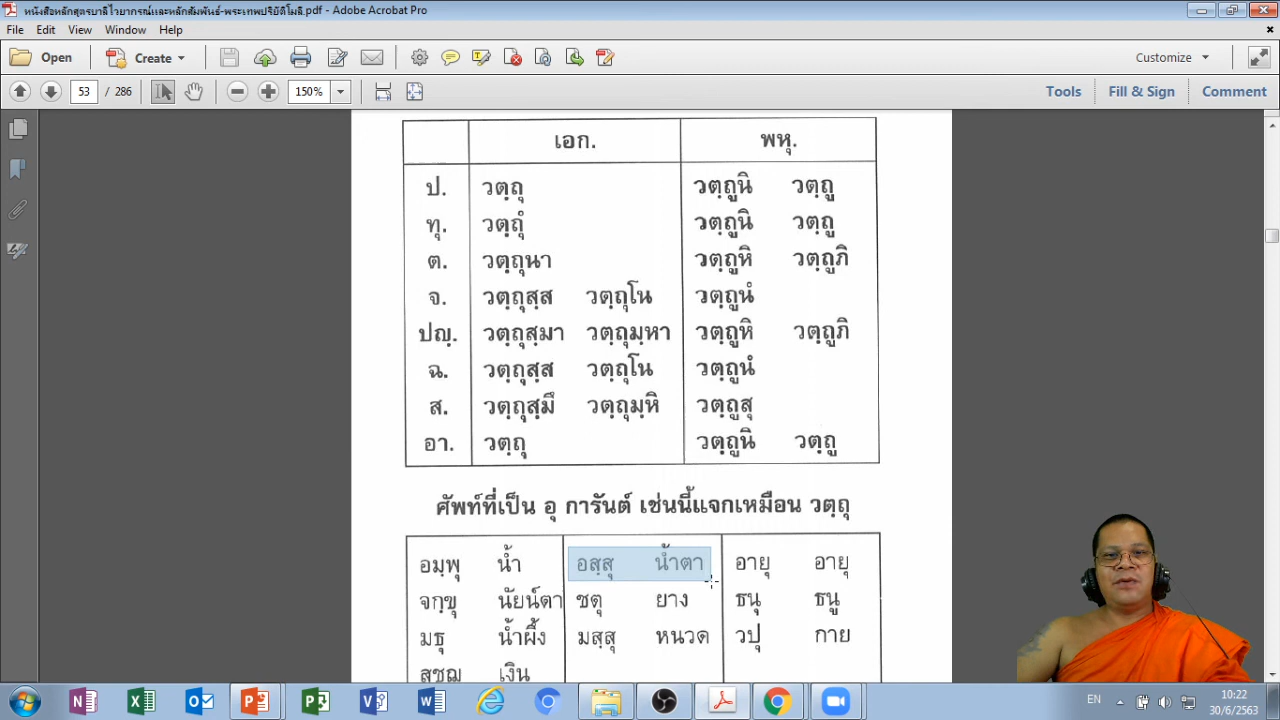 หนังสือหลักสูตรบาลีไวยากรณ์และหลักสัมพันธ์-พระเทพปริยัติโมลี.pdf - Adobe Acrobat Pro
File Edit View Window Help
Open Create Customize
53 / 286 150% Tools Fill & Sign Comment
เอก. พหุ.
ป. วตฺถุ วตฺถูนิ วตฺถู
ทุ. วตฺถุํ วตฺถูนิ วตฺถู
ต. วตฺถุนา วตฺถูหิ วตฺถูภิ
จ. วตฺถุสฺส วตฺถุโน วตฺถูนํ
ปญฺ. วตฺถุสฺมา วตฺถุมฺหา วตฺถูหิ วตฺถูภิ
ฉ. วตฺถุสฺส วตฺถุโน วตฺถูนํ
ส. วตฺถุสฺมึ วตฺถุมฺหิ วตฺถูสุ
อา. วตฺถุ วตฺถูนิ วตฺถู
ศัพท์ที่เป็น อุ การันต์ เช่นนี้แจกเหมือน วตฺถุ
อมฺพุ น้ำ อสฺสุ น้ำตา อายุ อายุ
จกฺขุ นัยน์ตา ชตุ ยาง ธนุ ธนู
มธุ น้ำผึ้ง มสฺสุ หนวด วปุ กาย
เงิน
EN 10:22
30/6/2563